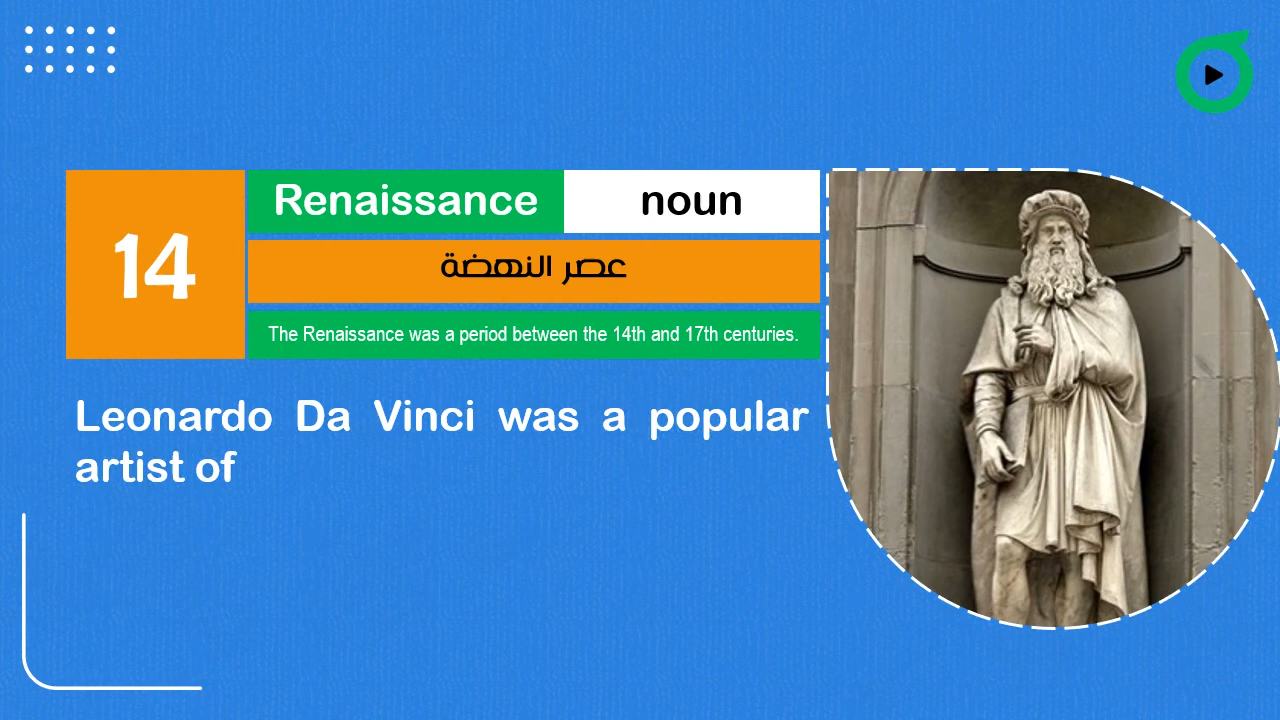 14
Renaissance noun
عصر النهضة
The Renaissance was a period between the 14th and 17th centuries.
Leonardo Da Vinci was a popular
artist of